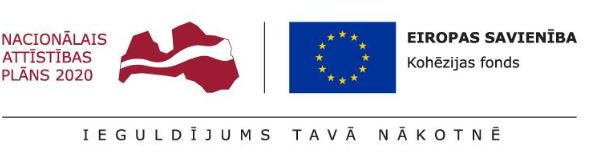 NACIONĀLAIS
ATTĪSTĪBAS
PLĀNS 2020
EIROPAS SAVIENĪBA
Kohēzijas fonds
IEGULDĪJUMS TAVĀ NĀKOTNĒ